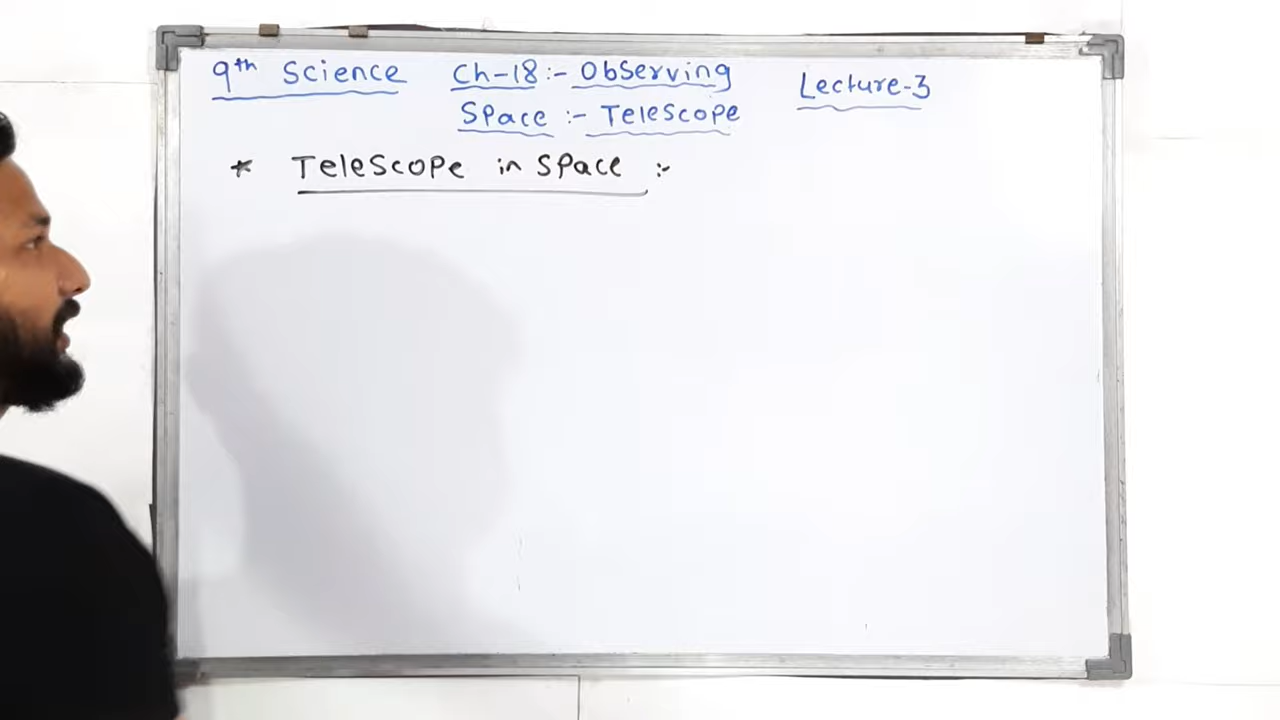 9th Science Ch-18:- Observing Lecture-3
Space :- Telescope
* Telescope in Space :-